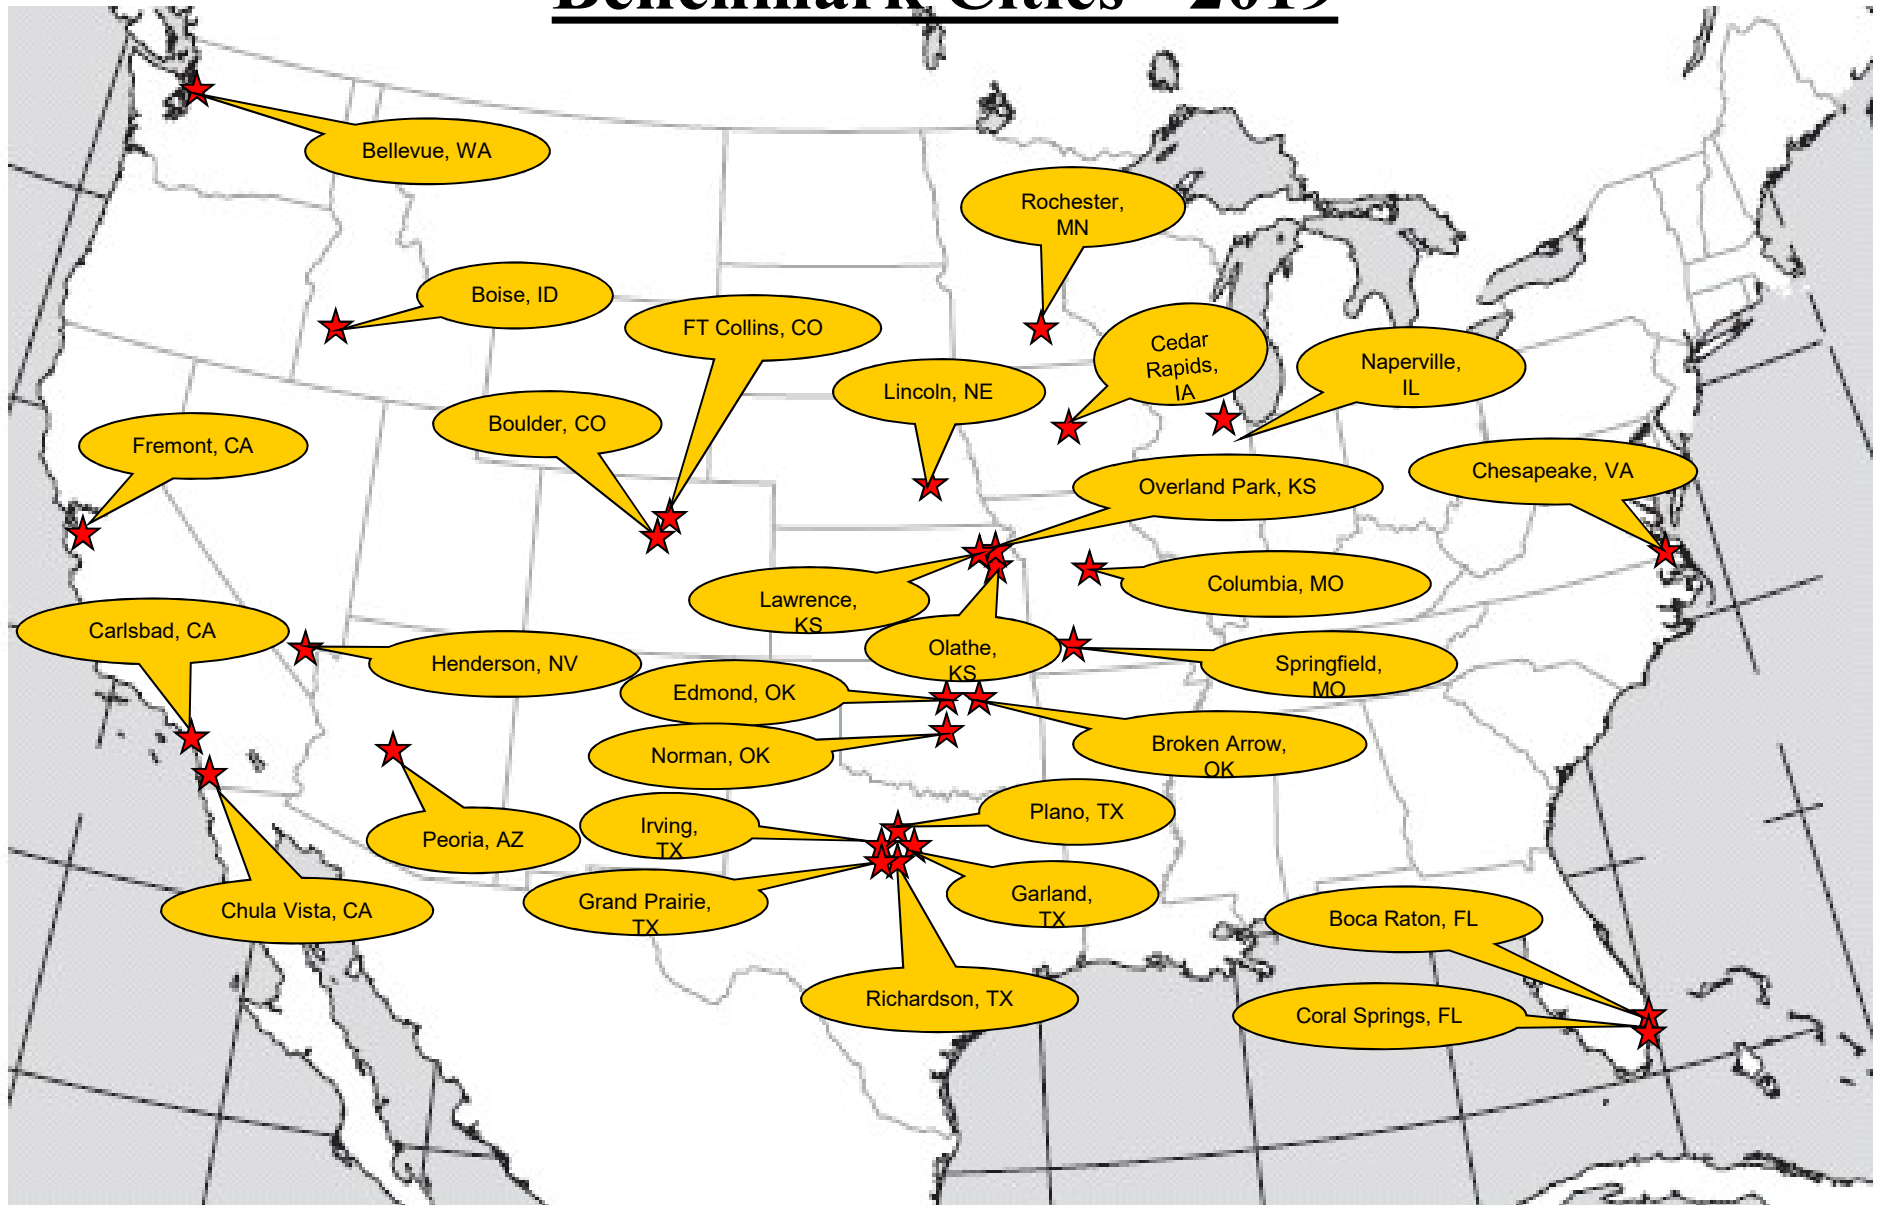 Benchmark Cities - 2019
Bellevue, WA
Rochester,
MN
Boise, ID
FT Collins, CO
Cedar
Rapids,
IA
Naperville,
IL
Lincoln, NE
Boulder, CO
Fremont, CA
Chesapeake, VA
Overland Park, KS
Columbia, MO
Lawrence,
KS
Carlsbad, CA
Olathe,
KS
Henderson, NV
Springfield,
MO
Edmond, OK
Norman, OK
Broken Arrow,
OK
Plano, TX
Irving,
TX
Peoria, AZ
Grand Prairie,
TX
Garland,
TX
Chula Vista, CA
Boca Raton, FL
Richardson, TX
Coral Springs, FL